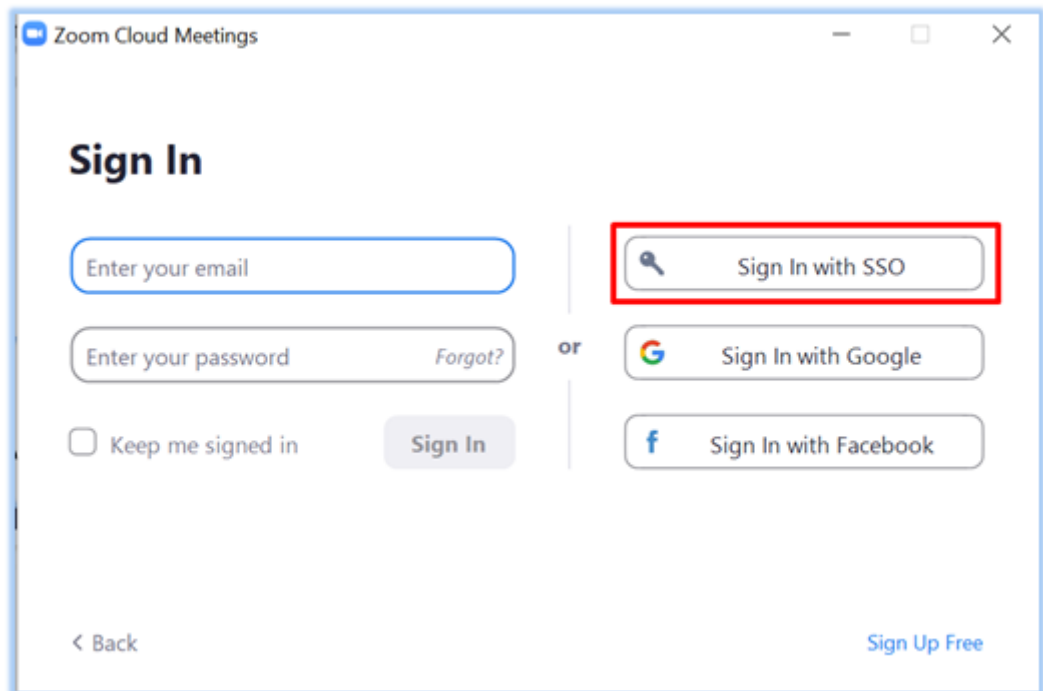 Zoom Cloud Meetings
Sign In
Enter your email
Enter your password Forgot?
Keep me signed in Sign In
or
Sign In with SSO
Sign In with Google
Sign In with Facebook
< Back
Sign Up Free